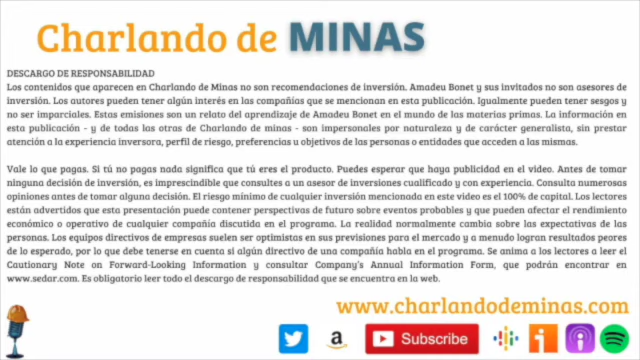 Charlando de MINAS
DESCARGO DE RESPONSABILIDAD
Los contenidos que aparecen en Charlando de Minas no son recomendaciones de inversión. Amadeu Bonet y sus invitados no son asesores de
inversión. Los autores pueden tener algún interés en las compañías que se mencionan en esta publicación. Igualmente pueden tener sesgos y
no ser imparciales. Estas emisiones son un relato del aprendizaje de Amadeu Bonet en el mundo de las materias primas. La información en
esta publicación - y de todas las otras de Charlando de minas - son impersonales por naturaleza y de carácter generalista, sin prestar
atención a la experiencia inversora, perfil de riesgo, preferencias u objetivos de las personas o entidades que acceden a las mismas.
Vale lo que pagas. Si tú no pagas nada significa que tú eres el producto. Puedes esperar que haya publicidad en el video. Antes de tomar
ninguna decisión de inversión, es imprescindible que consultes a un asesor de inversiones cualificado y con experiencia. Consulta numerosas
opiniones antes de tomar alguna decisión. El riesgo mínimo de cualquier inversión mencionada en este video es el 100% de capital. Los lectores
están advertidos que esta presentación puede contener perspectivas de futuro sobre eventos probables y que pueden afectar el rendimiento
económico o operativo de cualquier compañía discutida en el programa. La realidad normalmente cambia sobre las expectativas de las
personas. Los equipos directivos de empresas suelen ser optimistas en sus previsiones para el mercado y a menudo logran resultados peores
de lo esperado, por lo que debe tenerse en cuenta si algún directivo de una compañía habla en el programa. Se anima a los lectores a leer el
Cautionary Note on Forward-Looking Information y consultar Company's Annual Information Form, que podrán encontrar en
www.sedar.com. Es obligatorio leer todo el descargo de responsabilidad que se encuentra en la web.
www.charlandodeminas.com
a
Subscribe